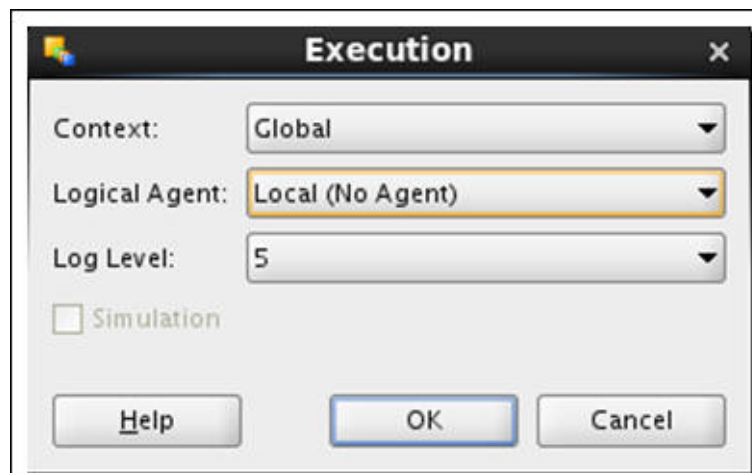 Execution
Context: Global
Logical Agent: Local (No Agent)
Log Level: 5
Simulation
Help OK Cancel